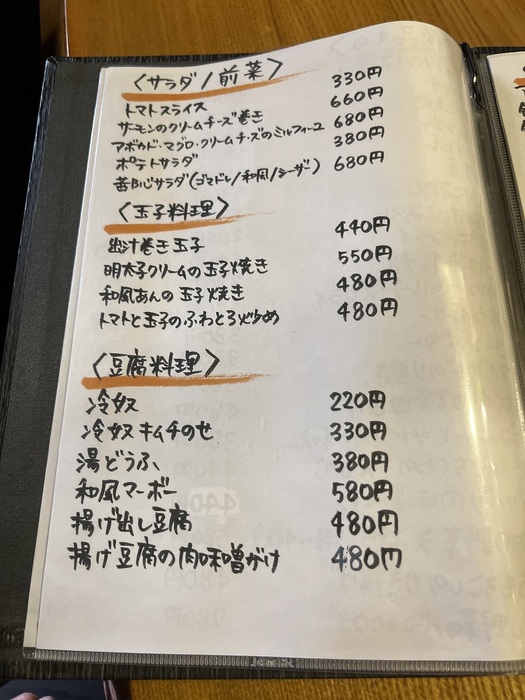 〈サラダ/前菜〉
トマトスライス 330円
サーモンのクリームチーズ巻き 660円
アボカド・マグロ・クリームチーズのミルフィーユ 680円
ポテトサラダ 380円
サラダ(ゴマドレ/和風/シーザー) 680円
〈玉子料理〉
出汁巻き玉子 440円
明太子クリームの玉子焼き 550円
和風あんの玉子焼き 480円
トマトと玉子のふわとろ炒め 480円
〈豆腐料理〉
冷奴 220円
冷奴キムチのせ 330円
湯どうふ 380円
和風マーボー 580円
揚げ出し豆腐 480円
揚げ豆腐の肉味噌がけ 480円